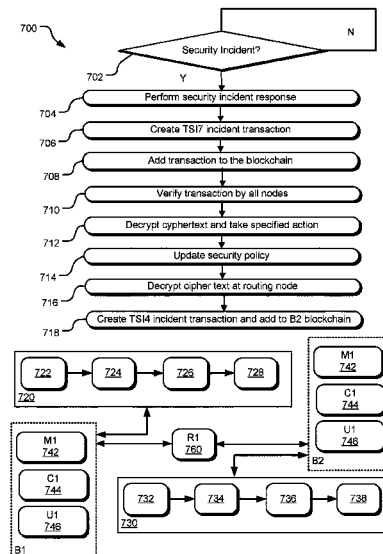 700
Security Incident?
N
702
Y
Perform security incident response
704
Create TSI7 incident transaction
706
Add transaction to the blockchain
708
Verify transaction by all nodes
710
Decrypt cyphertext and take specified action
712
Update security policy
714
Decrypt cipher text at routing node
716
Create TSI4 incident transaction and add to B2 blockchain
718
722
724
726
728
720
M1
742
C1
744
U1
746
B2
R1
760
M1
742
C1
744
U1
746
B1
732
734
736
738
730